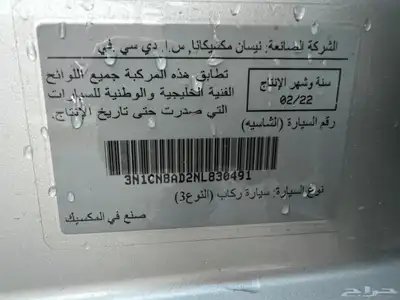 الشركة الصانعة: نيسان مكسيكانا, س.ا. دي سي. في
تطابق هذه المركبة جميع اللوائح
الفنية الخليجية والوطنية للسيارات
التي صدرت حتى تاريخ الإنتاج.
سنة وشهر الإنتاج
02/22
رقم السيارة (الشاسيه)
3N1CN8AD2NL830491
نوع السيارة: سيارة ركاب (النوع3)
صنع في المكسيك
حراج